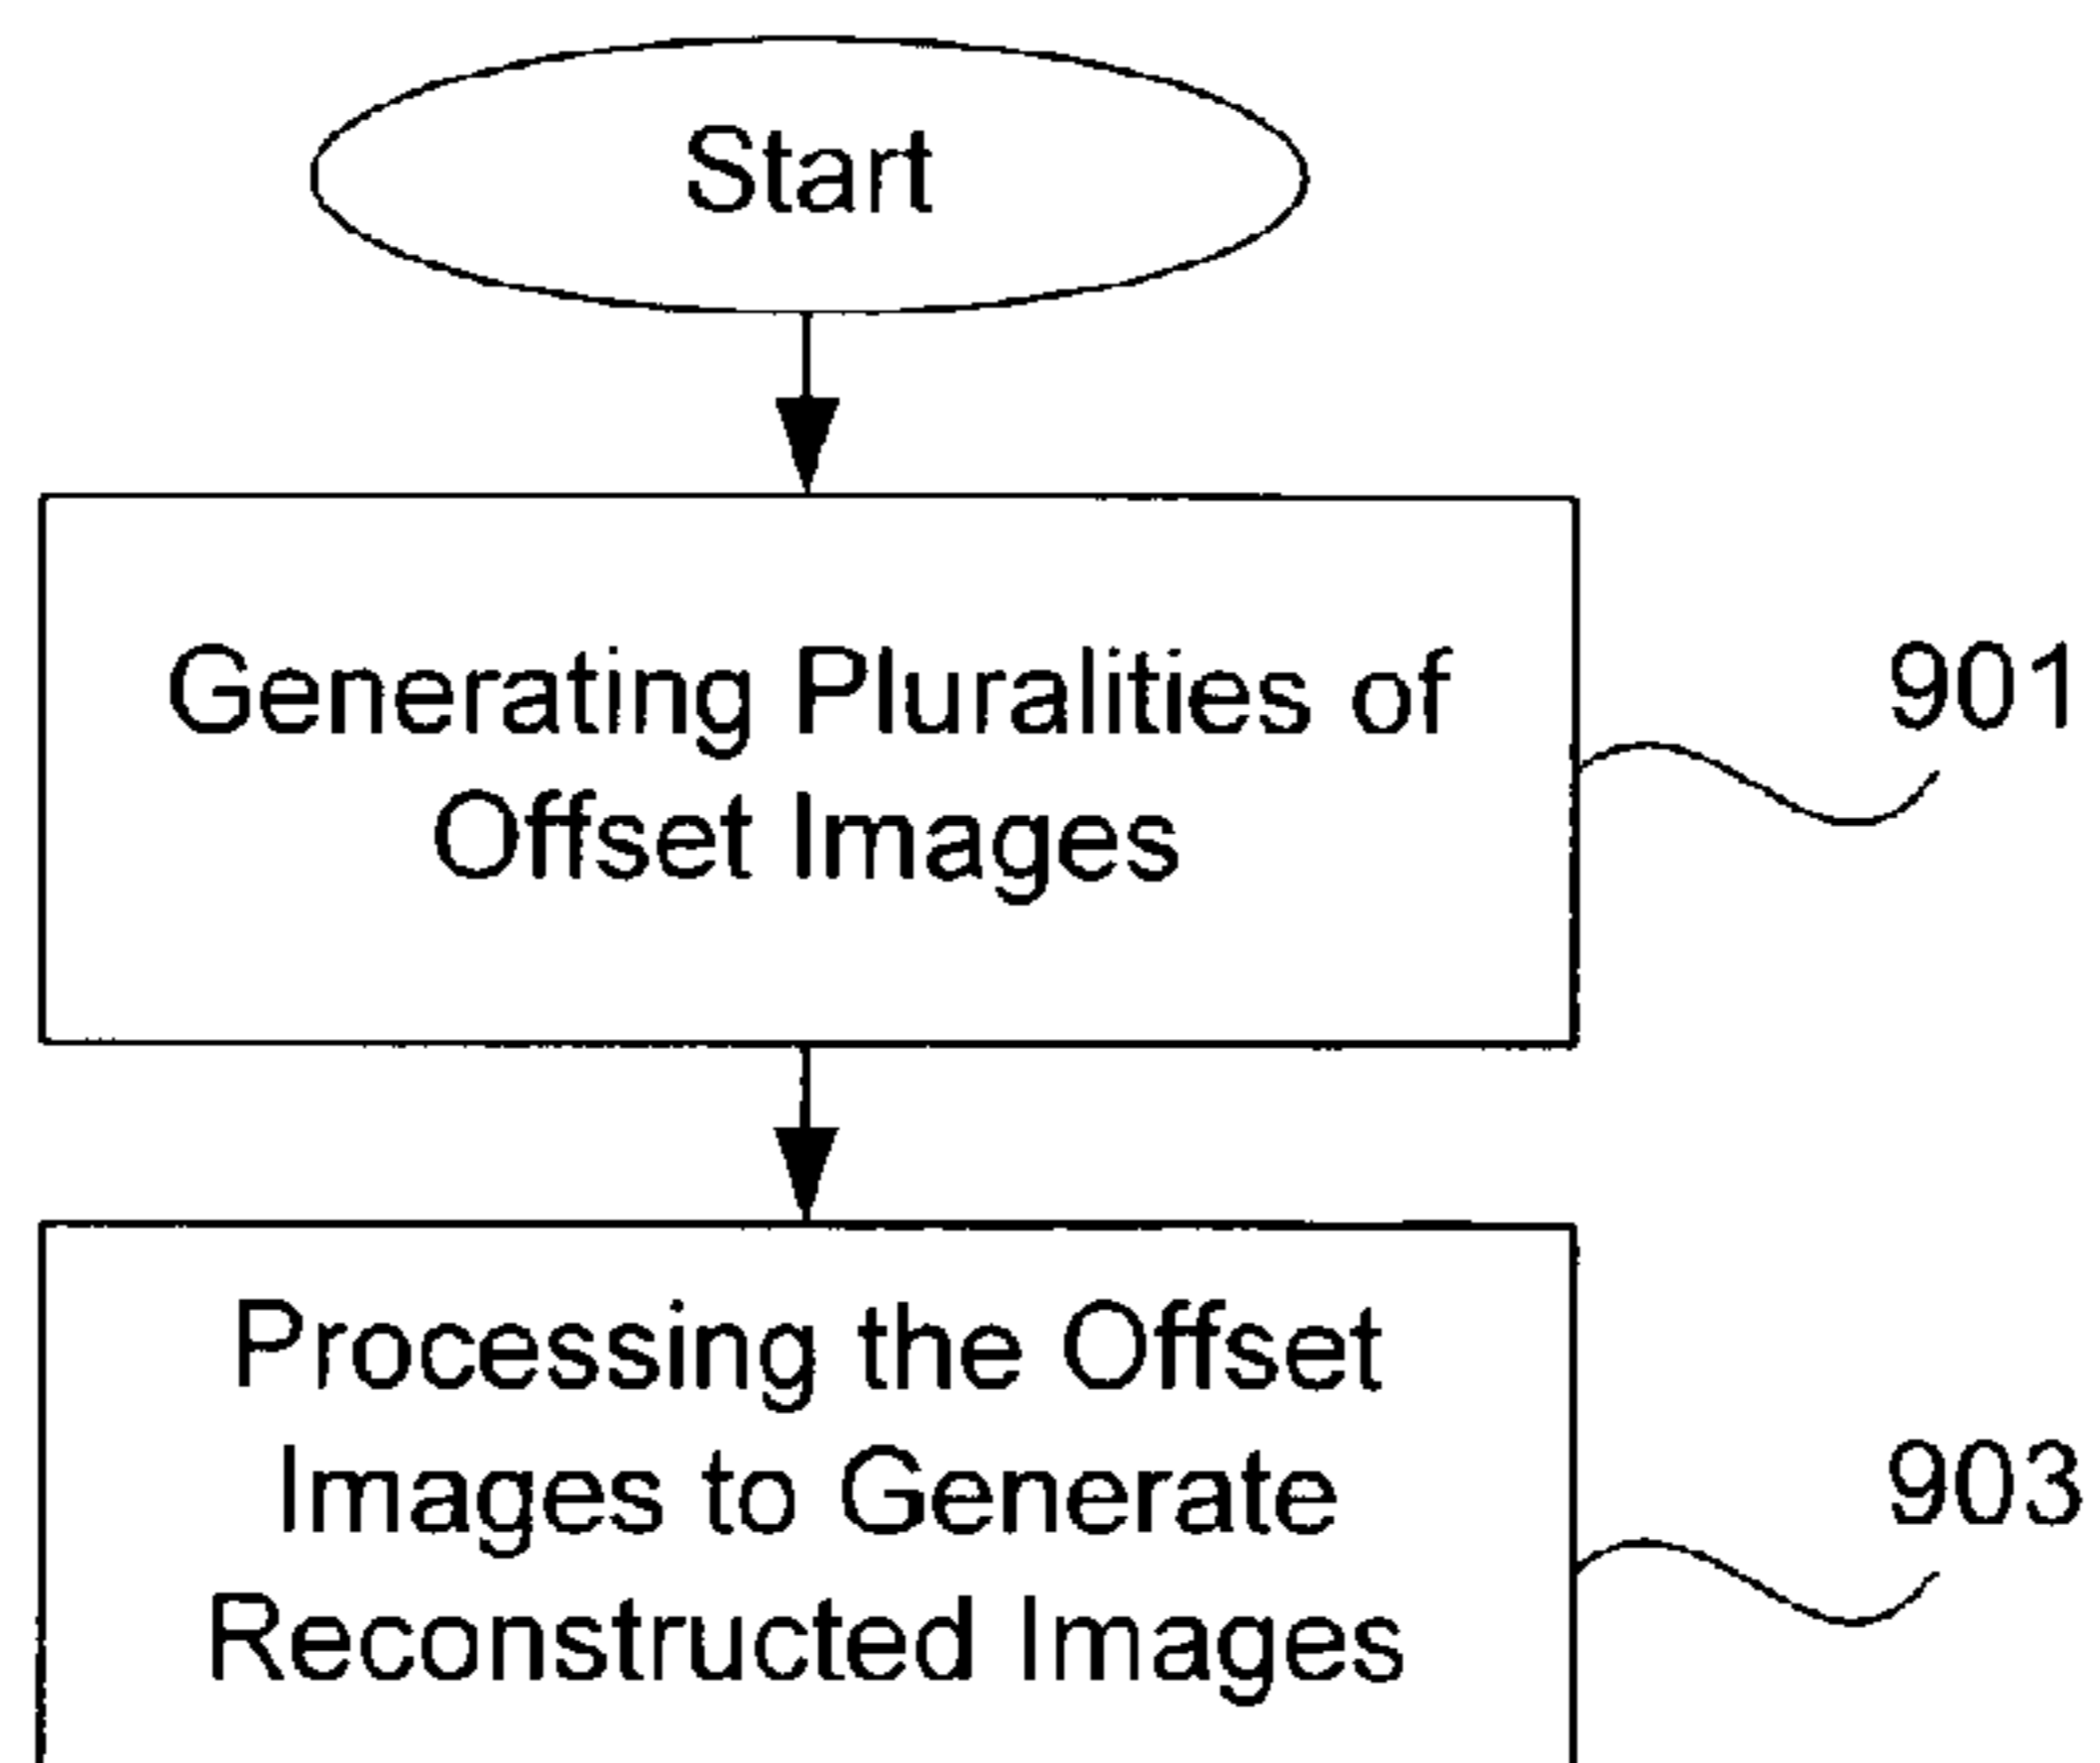 Start
Generating Pluralities of
Offset Images
901
Processing the Offset
Images to Generate
Reconstructed Images
903